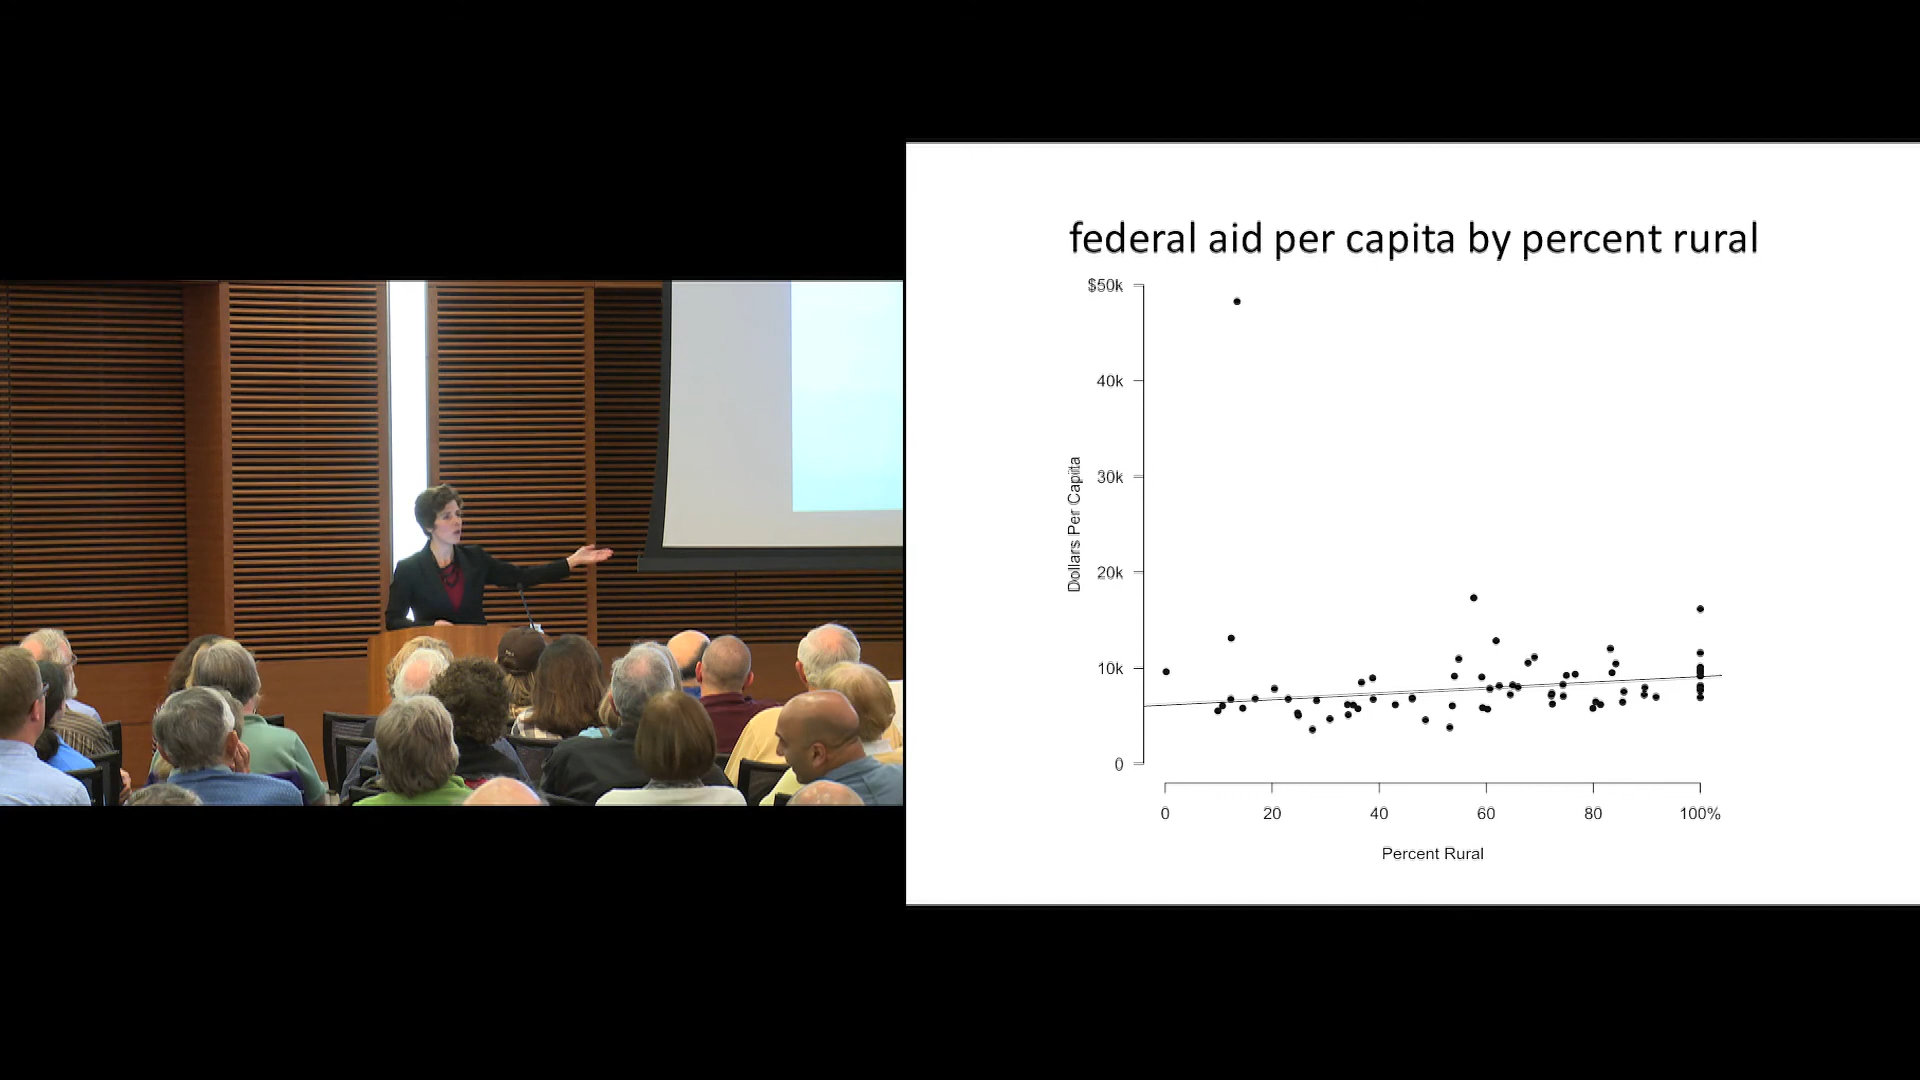 federal aid per capita by percent rural
$50k
40k
30k
20k
10k
0
Dollars Per Capita
0 20 40 60 80 100%
Percent Rural